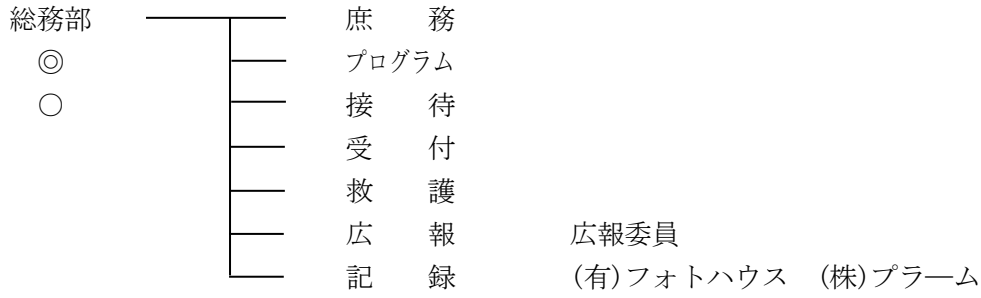 総務部 庶 務
◎ プログラム
○ 接 待
受 付
救 護
広 報 広報委員
記 録 (有)フォトハウス (株)プラ―ム